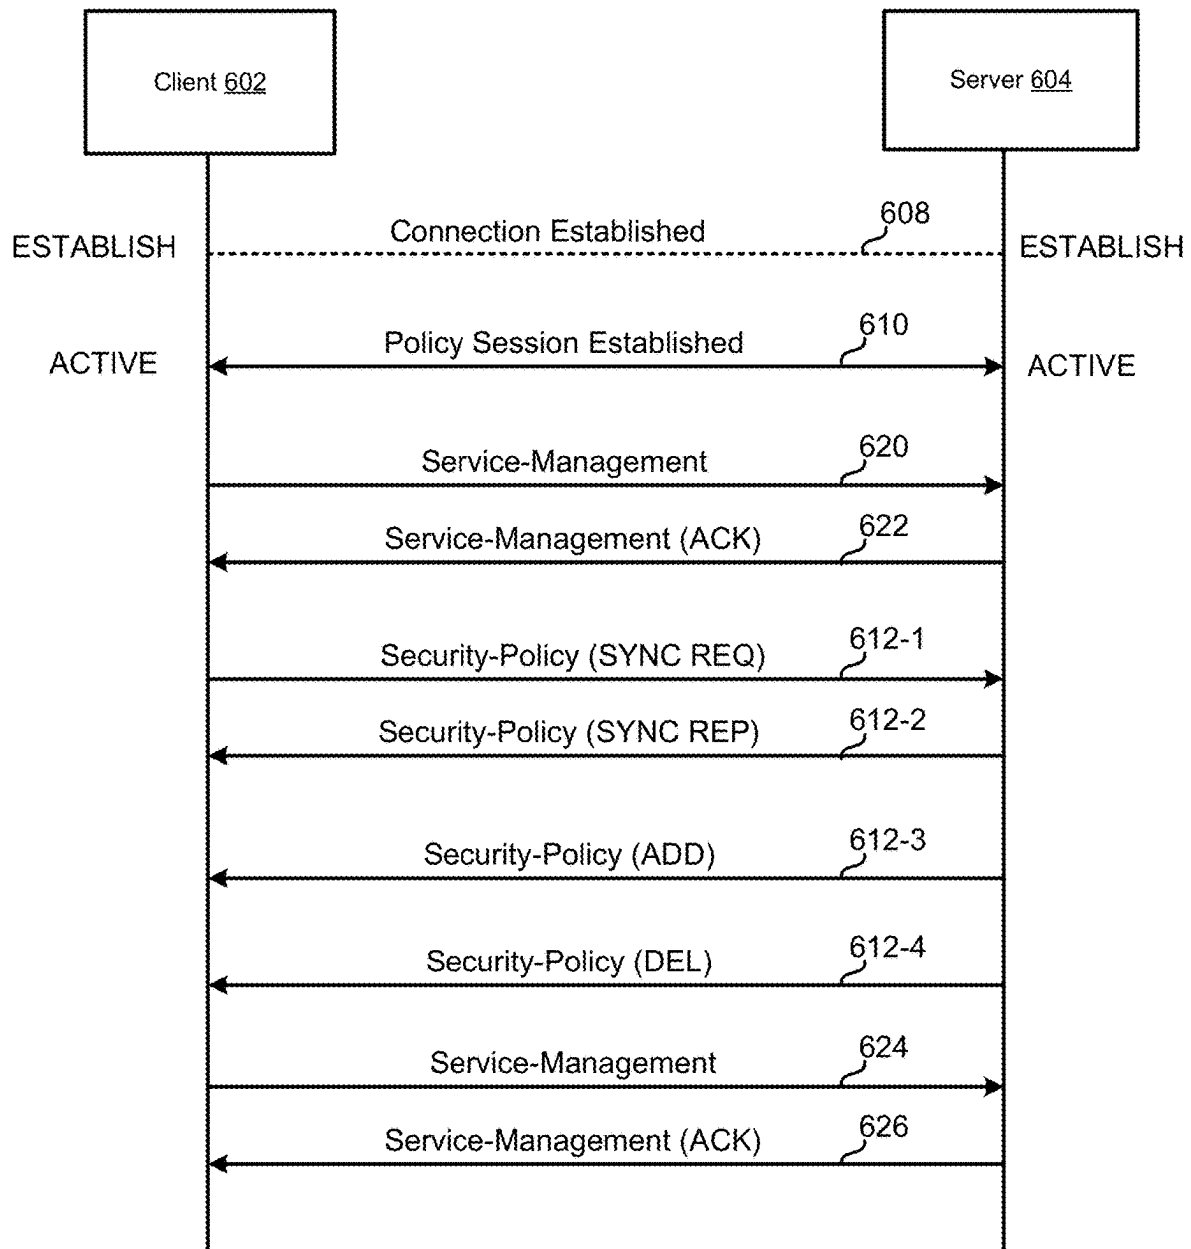 Client 602
Server 604
608
Connection Established
ESTABLISH
ESTABLISH
610
Policy Session Established
ACTIVE
ACTIVE
620
Service-Management
622
Service-Management (ACK)
612-1
Security-Policy (SYNC REQ)
612-2
Security-Policy (SYNC REP)
612-3
Security-Policy (ADD)
612-4
Security-Policy (DEL)
624
Service-Management
626
Service-Management (ACK)